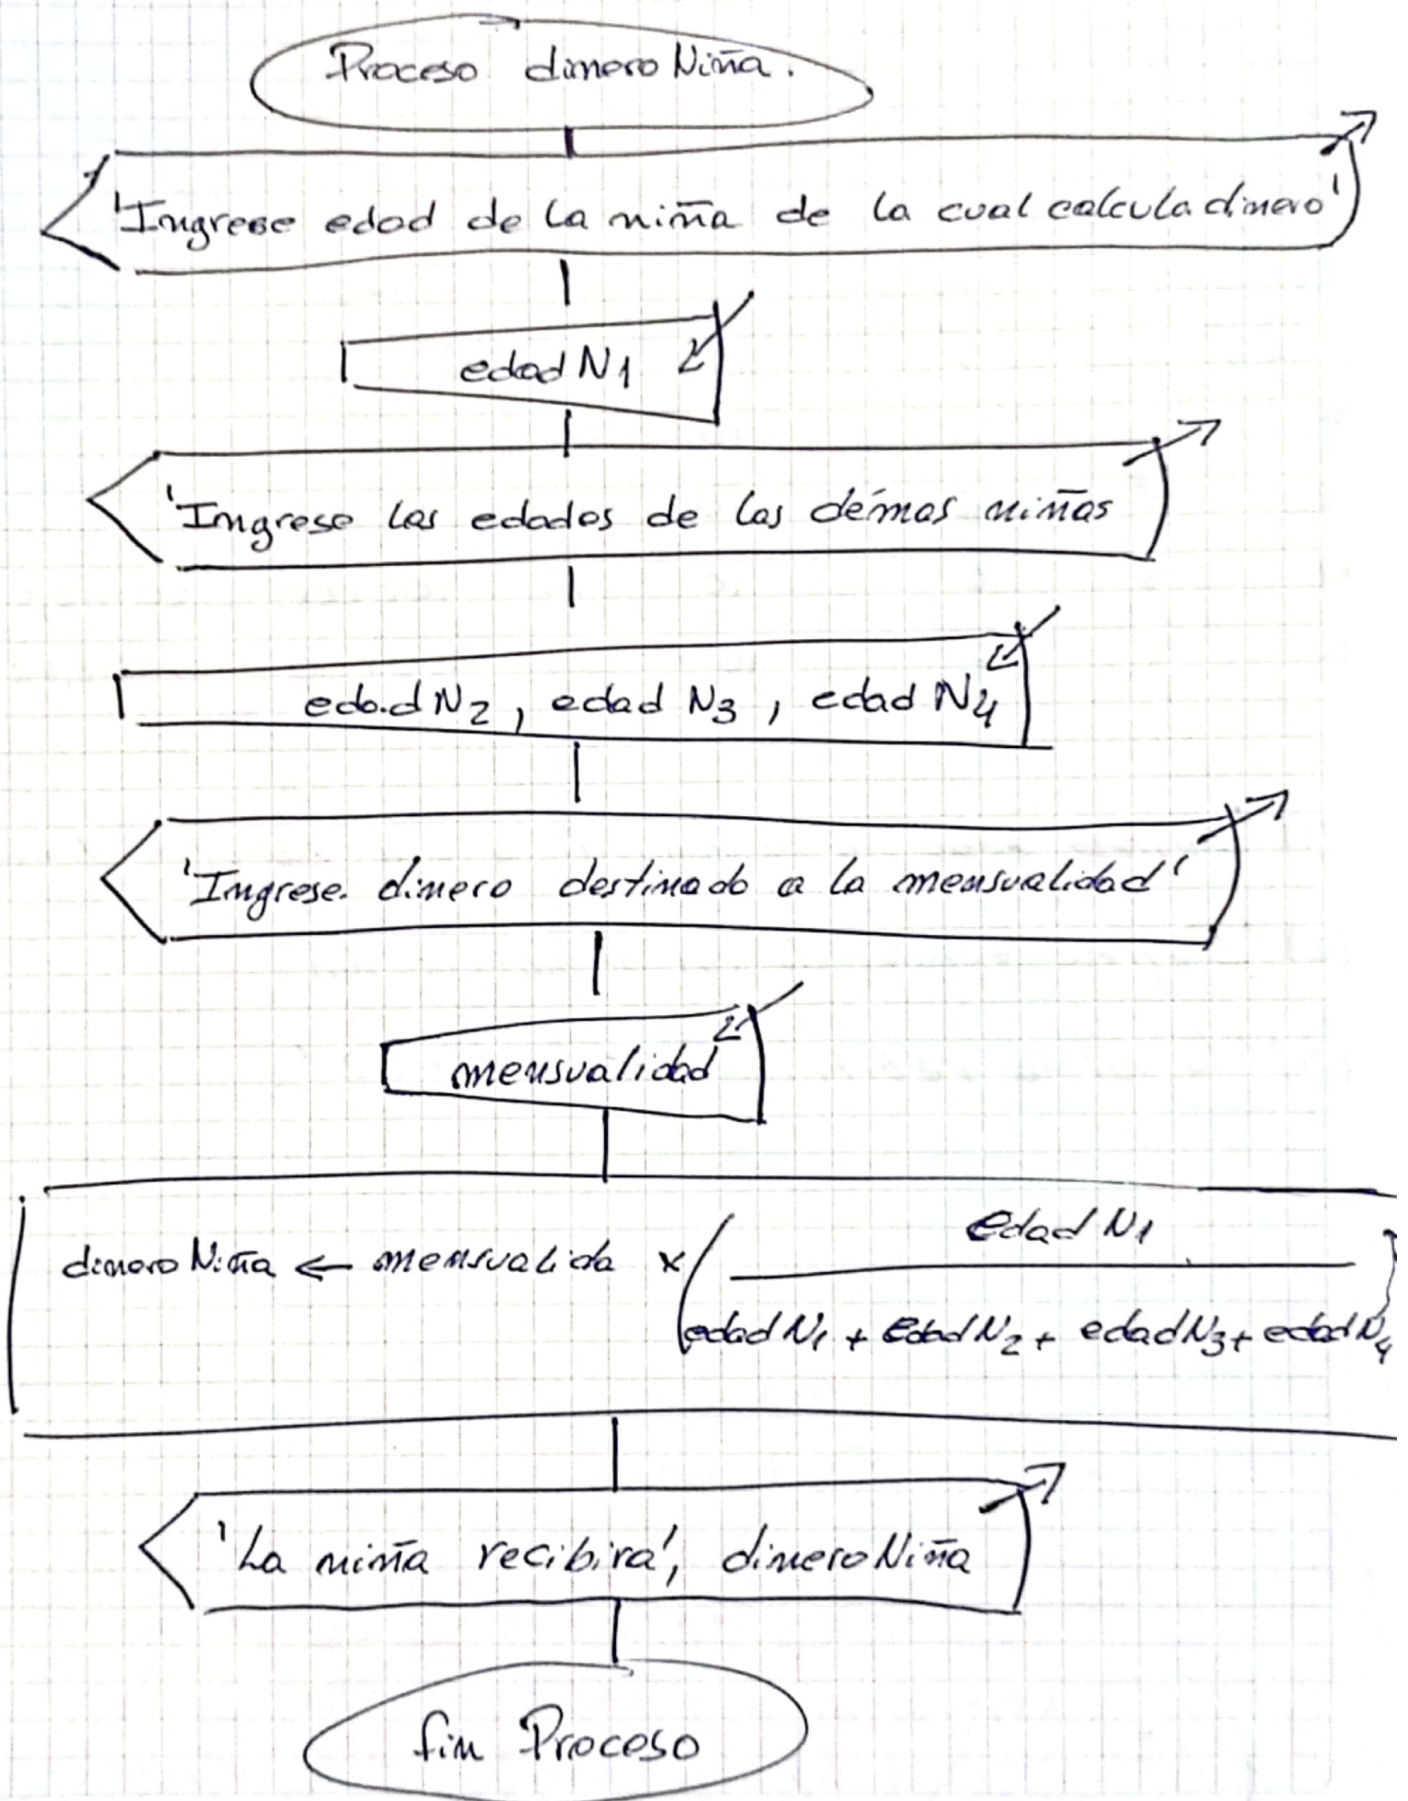 Proceso dineroNiña.
'Ingrese edad de la niña de la cual calcula dinero'
edadN1
'Ingrese las edades de las démas niñas
edadN2, edadN3, edadN4
'Ingrese dinero destinado a la mensualidad'
mensualidad
edadN1
dineroNiña ← mensualida × (
edadN1 + edadN2 + edadN3 + edadN4)
'La niña recibira', dineroNiña
fin Proceso